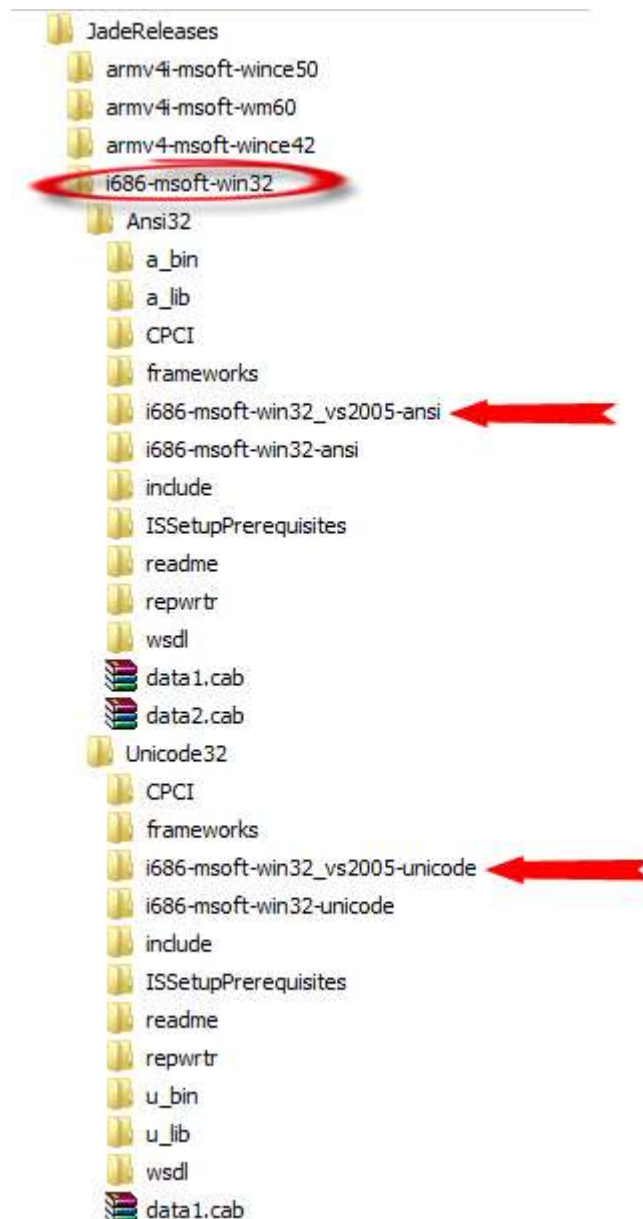 JadeReleases
armv4i-msoft-wince50
armv4i-msoft-wm60
armv4-msoft-wince42
i686-msoft-win32
Ansi32
a_bin
a_lib
CPCI
frameworks
i686-msoft-win32_vs2005-ansi
i686-msoft-win32-ansi
include
ISSetupPrerequisites
readme
repwrtr
wsdl
data1.cab
data2.cab
Unicode32
CPCI
frameworks
i686-msoft-win32_vs2005-unicode
i686-msoft-win32-unicode
include
ISSetupPrerequisites
readme
repwrtr
u_bin
u_lib
wsdl
data1.cab